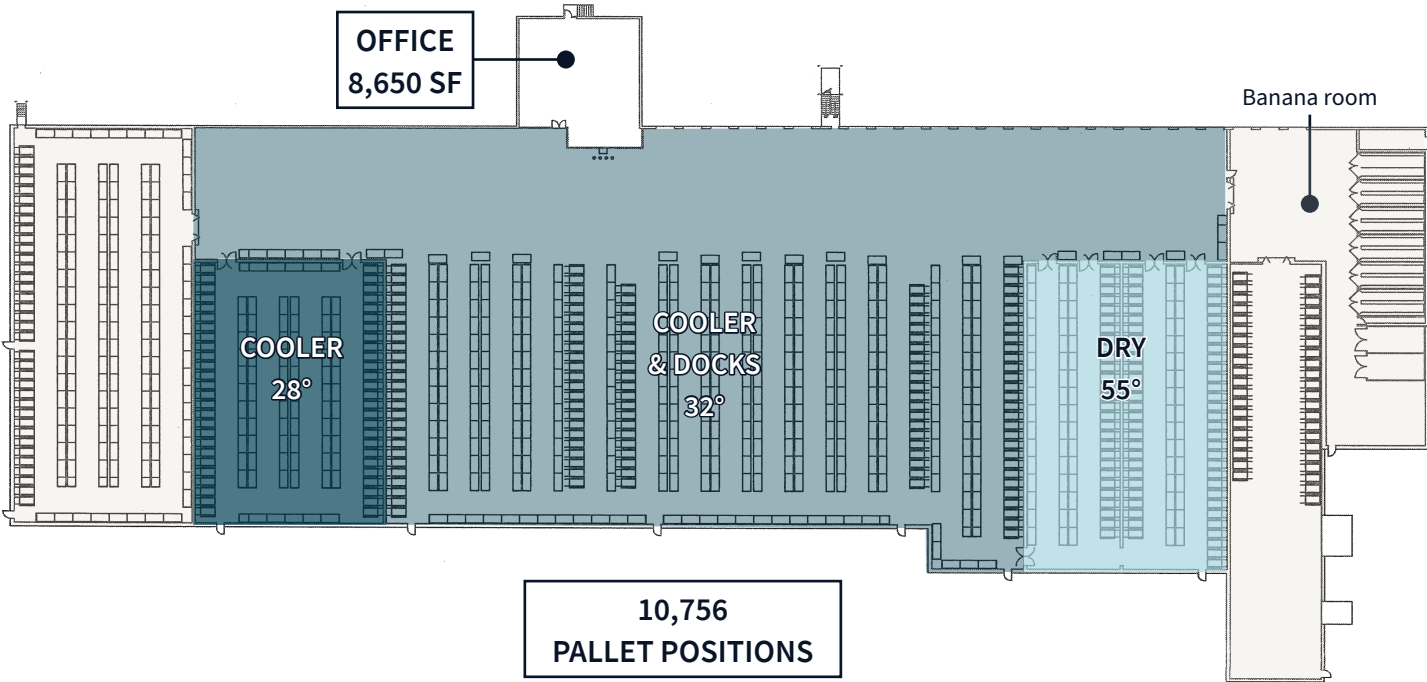 OFFICE
8,650 SF
Banana room
COOLER
28°
COOLER
& DOCKS
32°
DRY
55°
10,756
PALLET POSITIONS